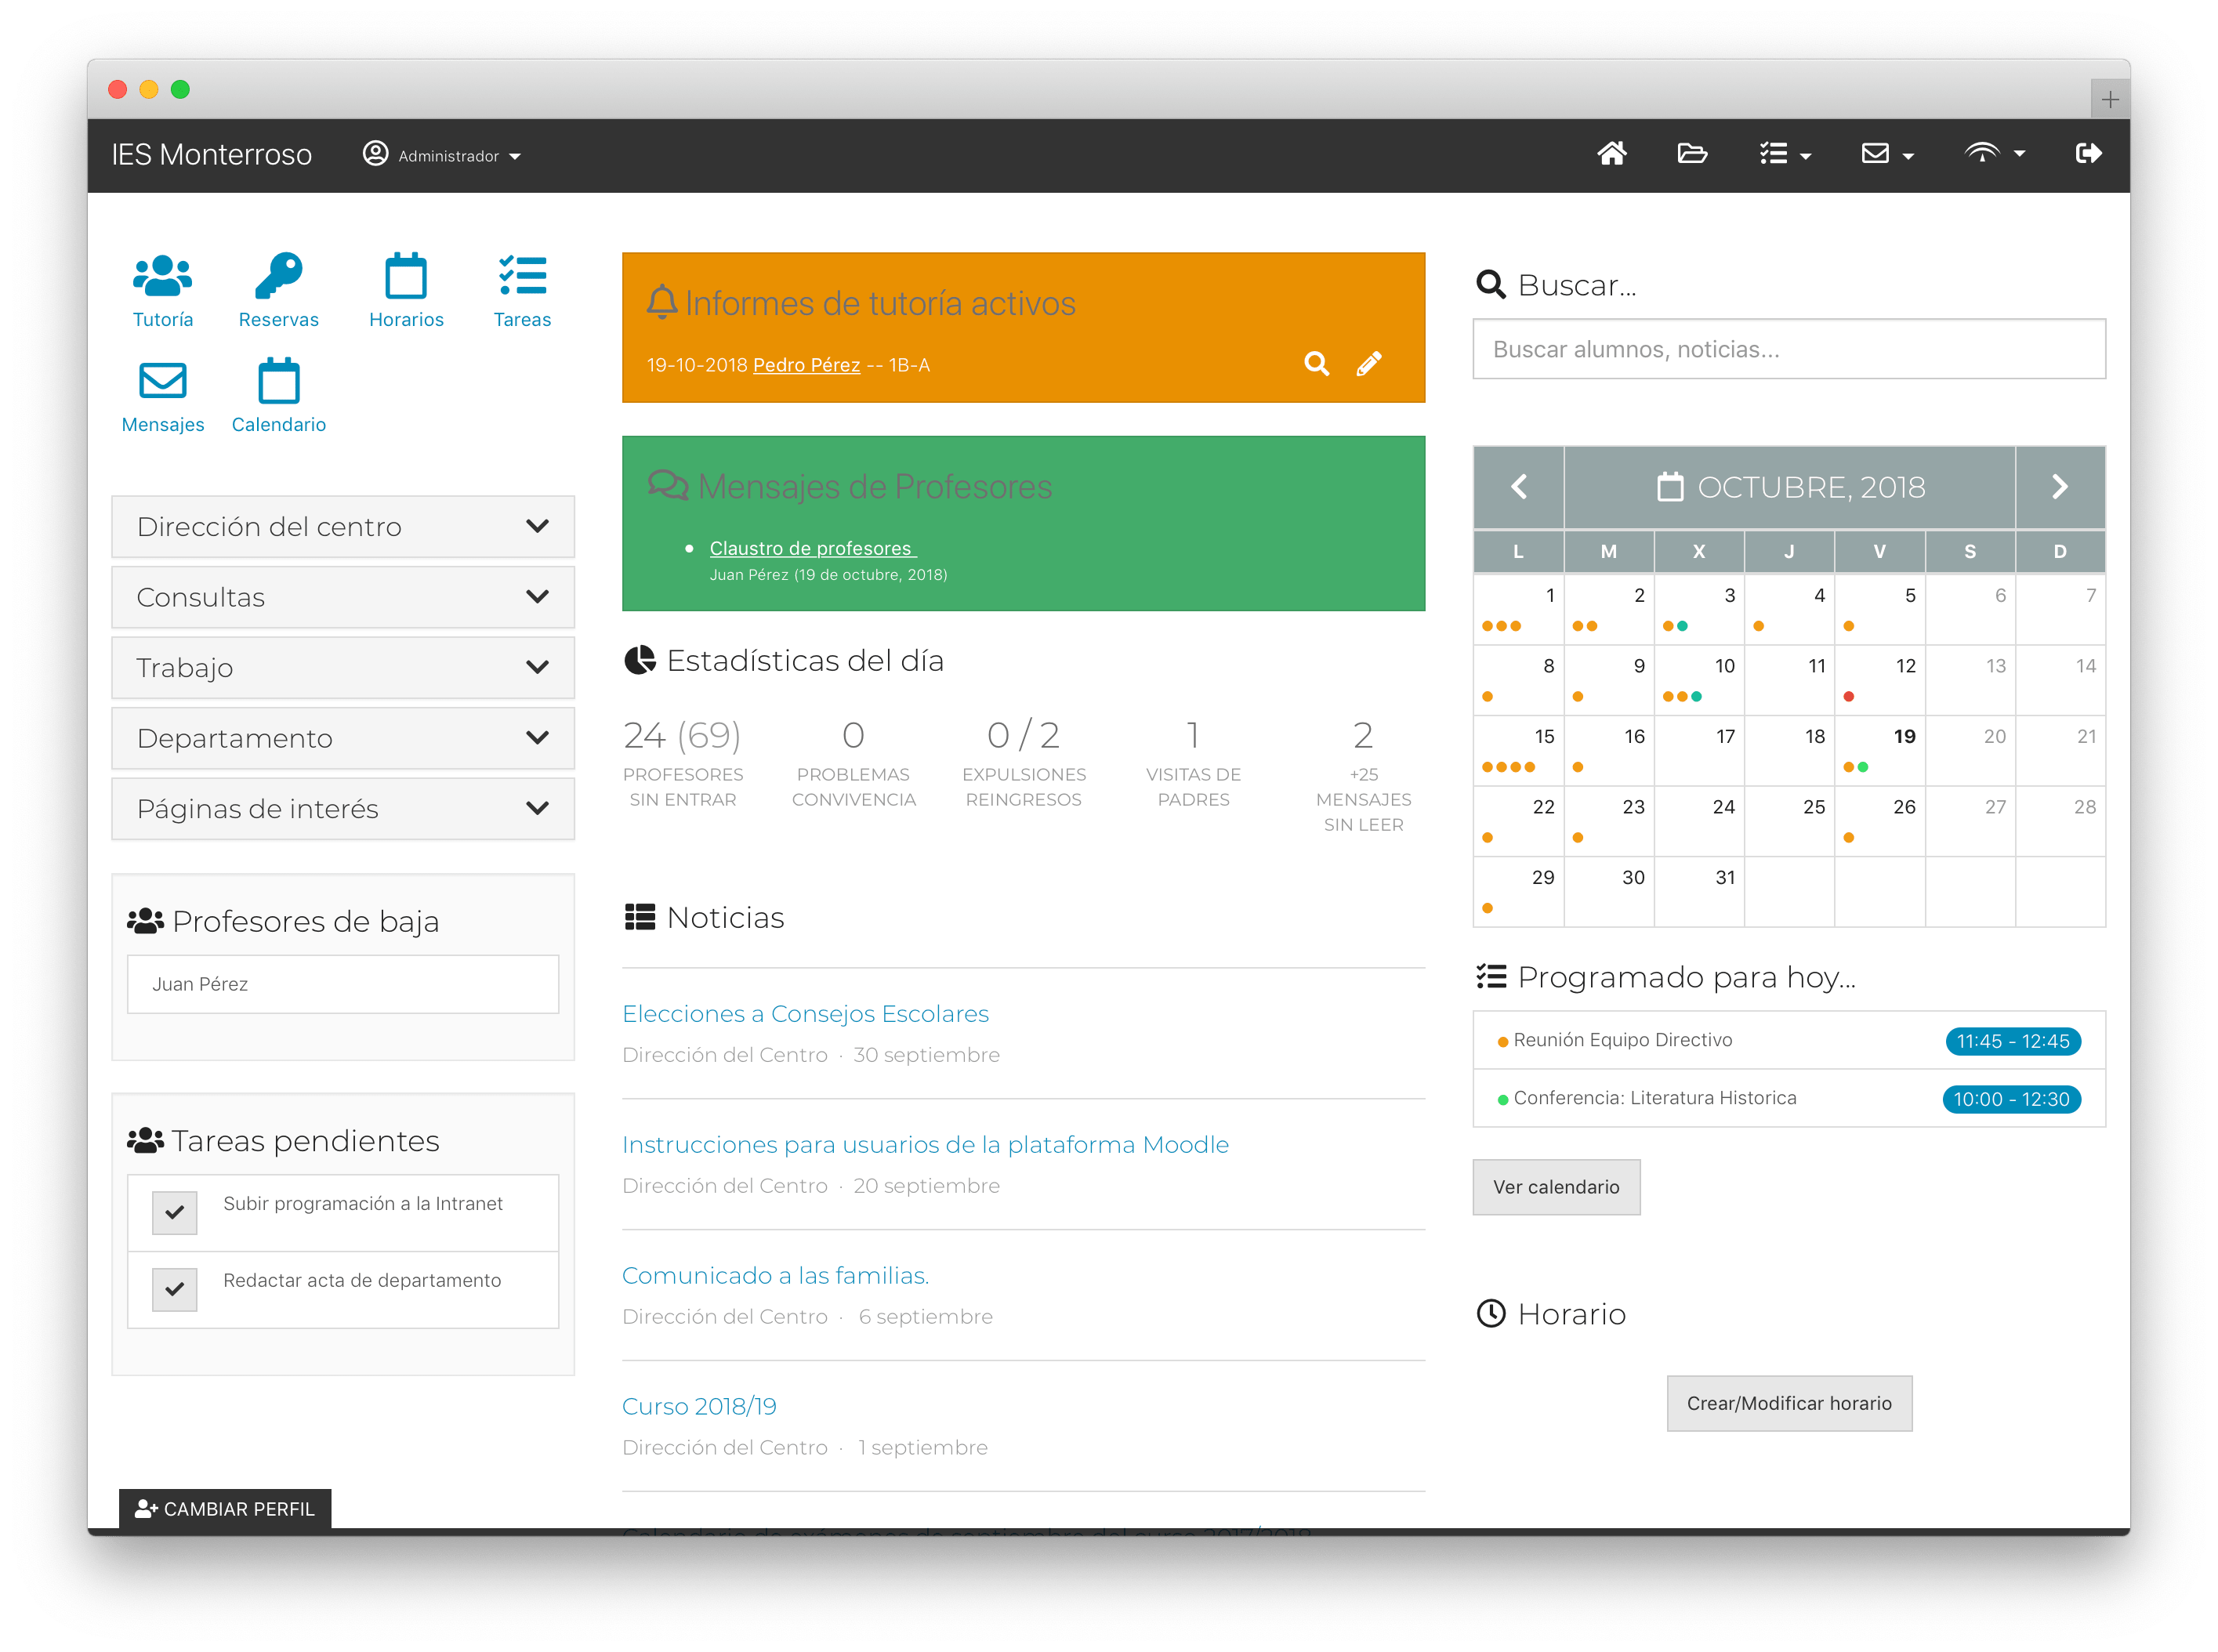 IES Monterroso
Administrador
Tutoría
Reservas
Horarios
Tareas
Mensajes
Calendario
Dirección del centro
Consultas
Trabajo
Departamento
Páginas de interés
Profesores de baja
Juan Pérez
Tareas pendientes
Subir programación a la Intranet
Redactar acta de departamento
CAMBIAR PERFIL
Informes de tutoría activos
19-10-2018 Pedro Pérez -- 1B-A
Mensajes de Profesores
Claustro de profesores
Juan Pérez (19 de octubre, 2018)
Estadísticas del día
24 (69)
PROFESORES
SIN ENTRAR
0
PROBLEMAS
CONVIVENCIA
0 / 2
EXPULSIONES
REINGRESOS
1
VISITAS DE
PADRES
2
+25
MENSAJES
SIN LEER
Noticias
Elecciones a Consejos Escolares
Dirección del Centro · 30 septiembre
Instrucciones para usuarios de la plataforma Moodle
Dirección del Centro · 20 septiembre
Comunicado a las familias.
Dirección del Centro · 6 septiembre
Curso 2018/19
Dirección del Centro · 1 septiembre
Calendario de exámenes de septiembre del curso 2017/2018
Buscar...
Buscar alumnos, noticias...
OCTUBRE, 2018
L M X J V S D
1 2 3 4 5 6 7
8 9 10 11 12 13 14
15 16 17 18 19 20 21
22 23 24 25 26 27 28
29 30 31
Programado para hoy...
Reunión Equipo Directivo 11:45 - 12:45
Conferencia: Literatura Historica 10:00 - 12:30
Ver calendario
Horario
Crear/Modificar horario